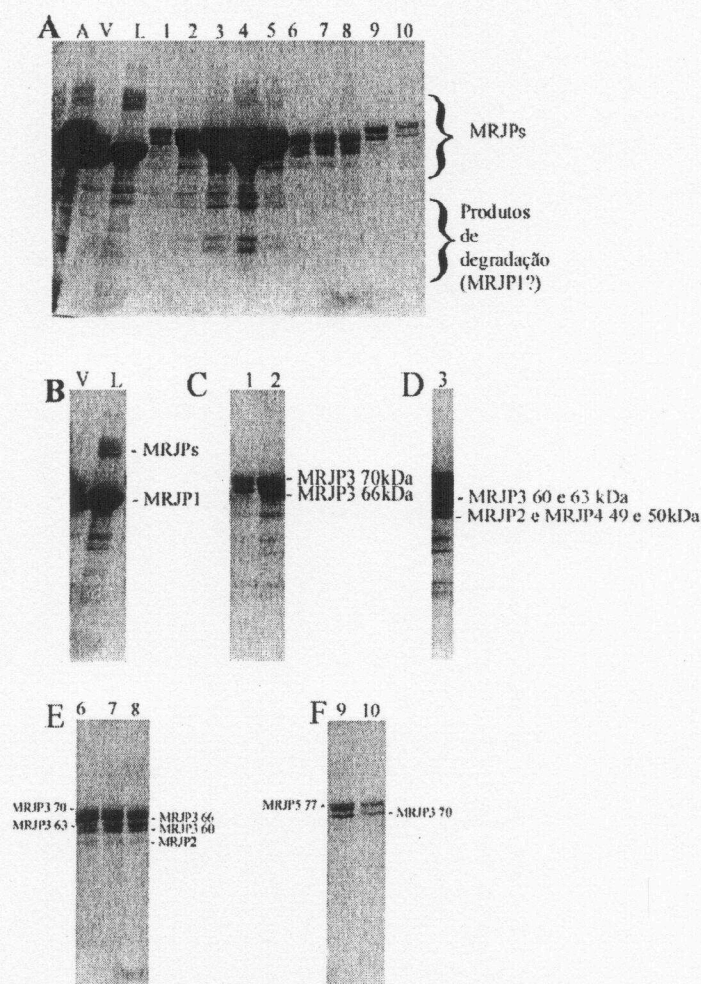 A
A V L 1 2 3 4 5 6 7 8 9 10
MRJPs
Produtos
de
degradação
(MRJP1?)
B
V L
- MRJPs
- MRJP1
C
1 2
- MRJP3 70kDa
- MRJP3 66kDa
D
3
- MRJP3 60 e 63 kDa
- MRJP2 e MRJP4 49 e 50kDa
E
6 7 8
MRJP3 70 -
MRJP3 63 -
- MRJP3 66
- MRJP3 60
- MRJP2
F
9 10
MRJP5 77 -
- MRJP3 70